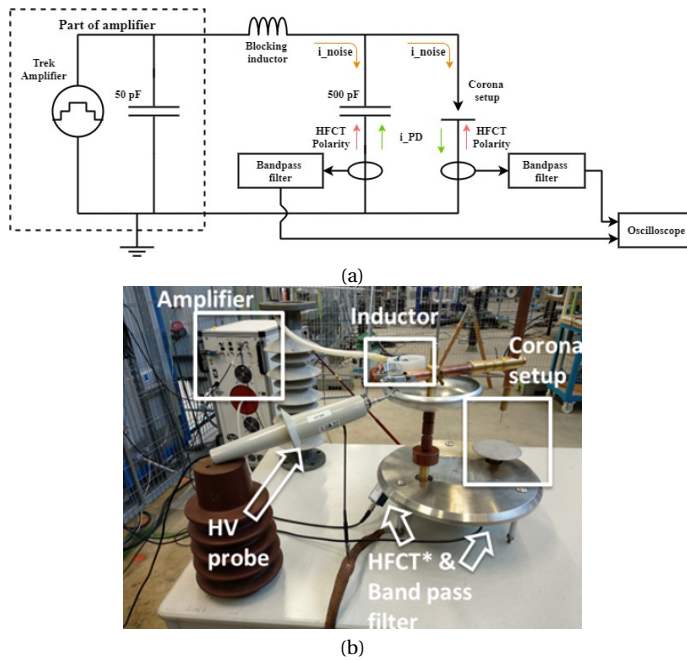 Part of amplifier
Trek
Amplifier
50 pF
Blocking
inductor
i_noise
i_noise
500 pF
Corona
setup
HFCT
Polarity
i_PD
HFCT
Polarity
Bandpass
filter
Bandpass
filter
Oscilloscope
(a)
Amplifier
Inductor
Corona
setup
HV
probe
HFCT* &
Band pass
filter
(b)